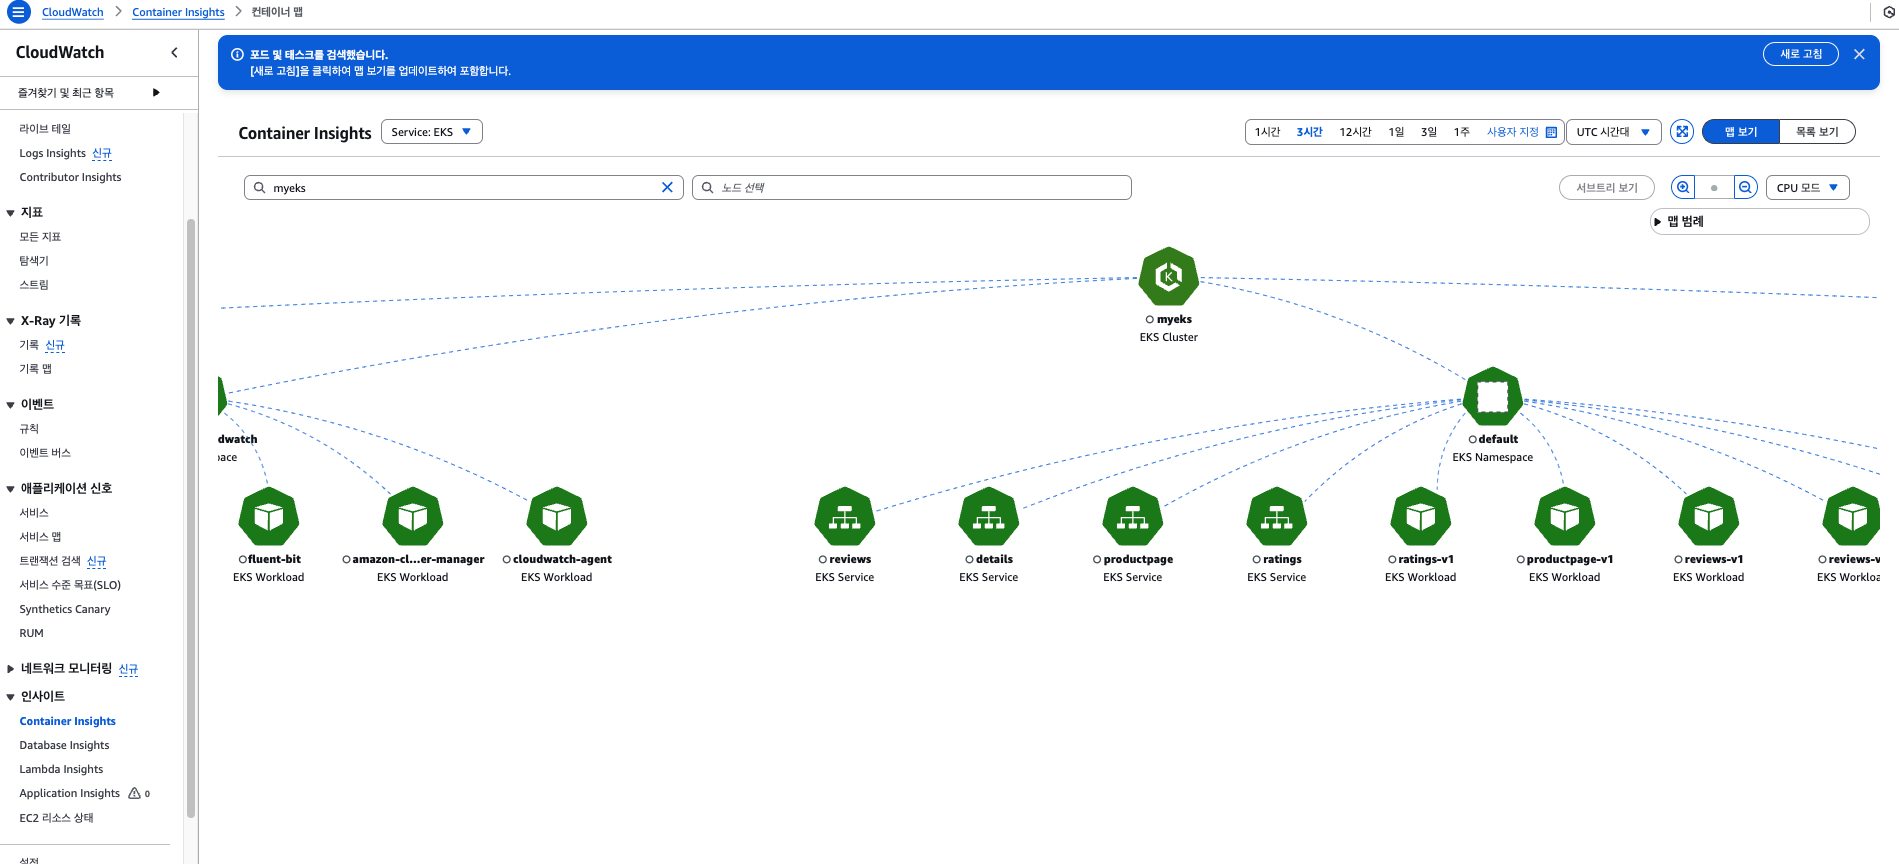 CloudWatch > Container Insights > 컨테이너 맵
CloudWatch
즐겨찾기 및 최근 항목
라이브 테일
Logs Insights 신규
Contributor Insights
지표
모든 지표
탐색기
스트림
X-Ray 기록
기록 신규
기록 맵
이벤트
규칙
이벤트 버스
애플리케이션 신호
서비스
서비스 맵
트랜잭션 검색 신규
서비스 수준 목표(SLO)
Synthetics Canary
RUM
네트워크 모니터링 신규
인사이트
Container Insights
Database Insights
Lambda Insights
Application Insights 0
EC2 리소스 상태
설정
포드 및 태스크를 검색했습니다.
[새로 고침]을 클릭하여 맵 보기를 업데이트하여 포함합니다.
새로 고침
Container Insights
Service: EKS
1시간 3시간 12시간 1일 3일 1주 사용자 지정
UTC 시간대
맵 보기 목록 보기
myeks
노드 선택
서브트리 보기
CPU 모드
맵 범례
K
myeks
EKS Cluster
dwatch
pace
default
EKS Namespace
fluent-bit
EKS Workload
amazon-cl...er-manager
EKS Workload
cloudwatch-agent
EKS Workload
reviews
EKS Service
details
EKS Service
productpage
EKS Service
ratings
EKS Service
ratings-v1
EKS Workload
productpage-v1
EKS Workload
reviews-v1
EKS Workload
reviews-v
EKS Workloa